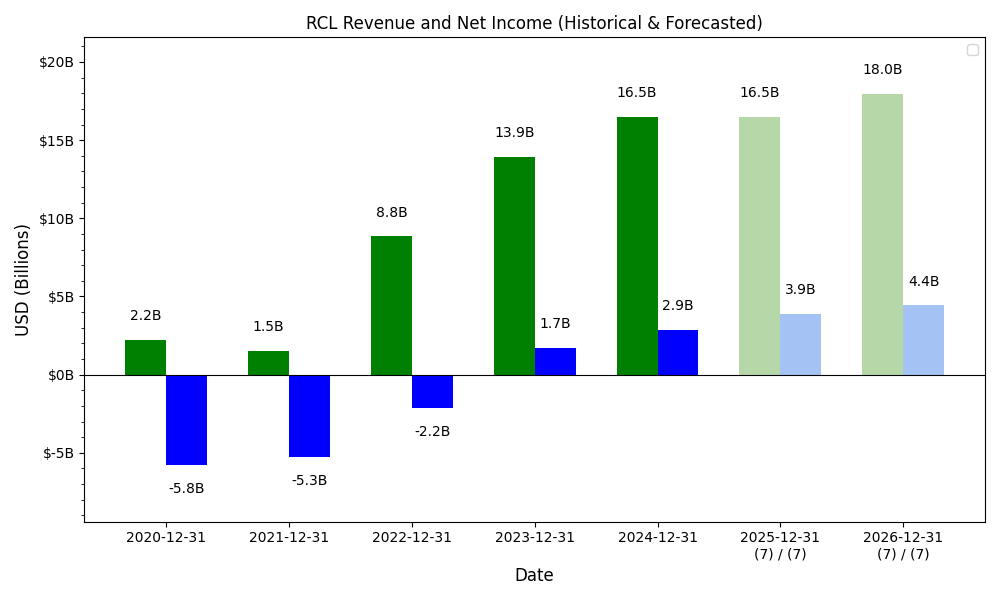 RCL Revenue and Net Income (Historical & Forecasted)
$20B
$15B
$10B
$5B
$0B
$-5B
USD (Billions)
2.2B
-5.8B
1.5B
-5.3B
8.8B
-2.2B
13.9B
1.7B
16.5B
2.9B
16.5B
3.9B
18.0B
4.4B
2020-12-31
2021-12-31
2022-12-31
2023-12-31
2024-12-31
2025-12-31
(7) / (7)
2026-12-31
(7) / (7)
Date